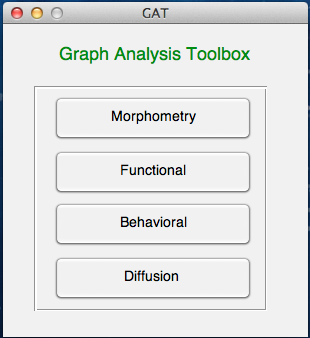 GAT
Graph Analysis Toolbox
Morphometry
Functional
Behavioral
Diffusion